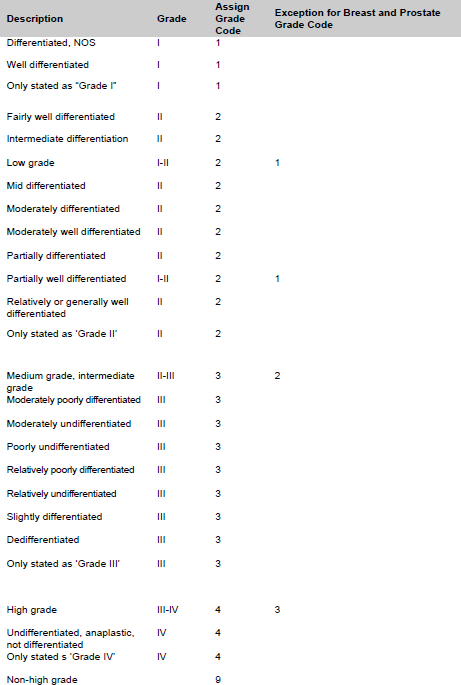 Description Grade Assign Grade Code Exception for Breast and Prostate Grade Code
Differentiated, NOS I 1
Well differentiated I 1
Only stated as “Grade I” I 1
Fairly well differentiated II 2
Intermediate differentiation II 2
Low grade I-II 2 1
Mid differentiated II 2
Moderately differentiated II 2
Moderately well differentiated II 2
Partially differentiated II 2
Partially well differentiated I-II 2 1
Relatively or generally well differentiated II 2
Only stated as ‘Grade II’ II 2
Medium grade, intermediate grade II-III 3 2
Moderately poorly differentiated III 3
Moderately undifferentiated III 3
Poorly undifferentiated III 3
Relatively poorly differentiated III 3
Relatively undifferentiated III 3
Slightly differentiated III 3
Dedifferentiated III 3
Only stated as ‘Grade III’ III 3
High grade III-IV 4 3
Undifferentiated, anaplastic, not differentiated IV 4
Only stated s ‘Grade IV’ IV 4
Non-high grade 9